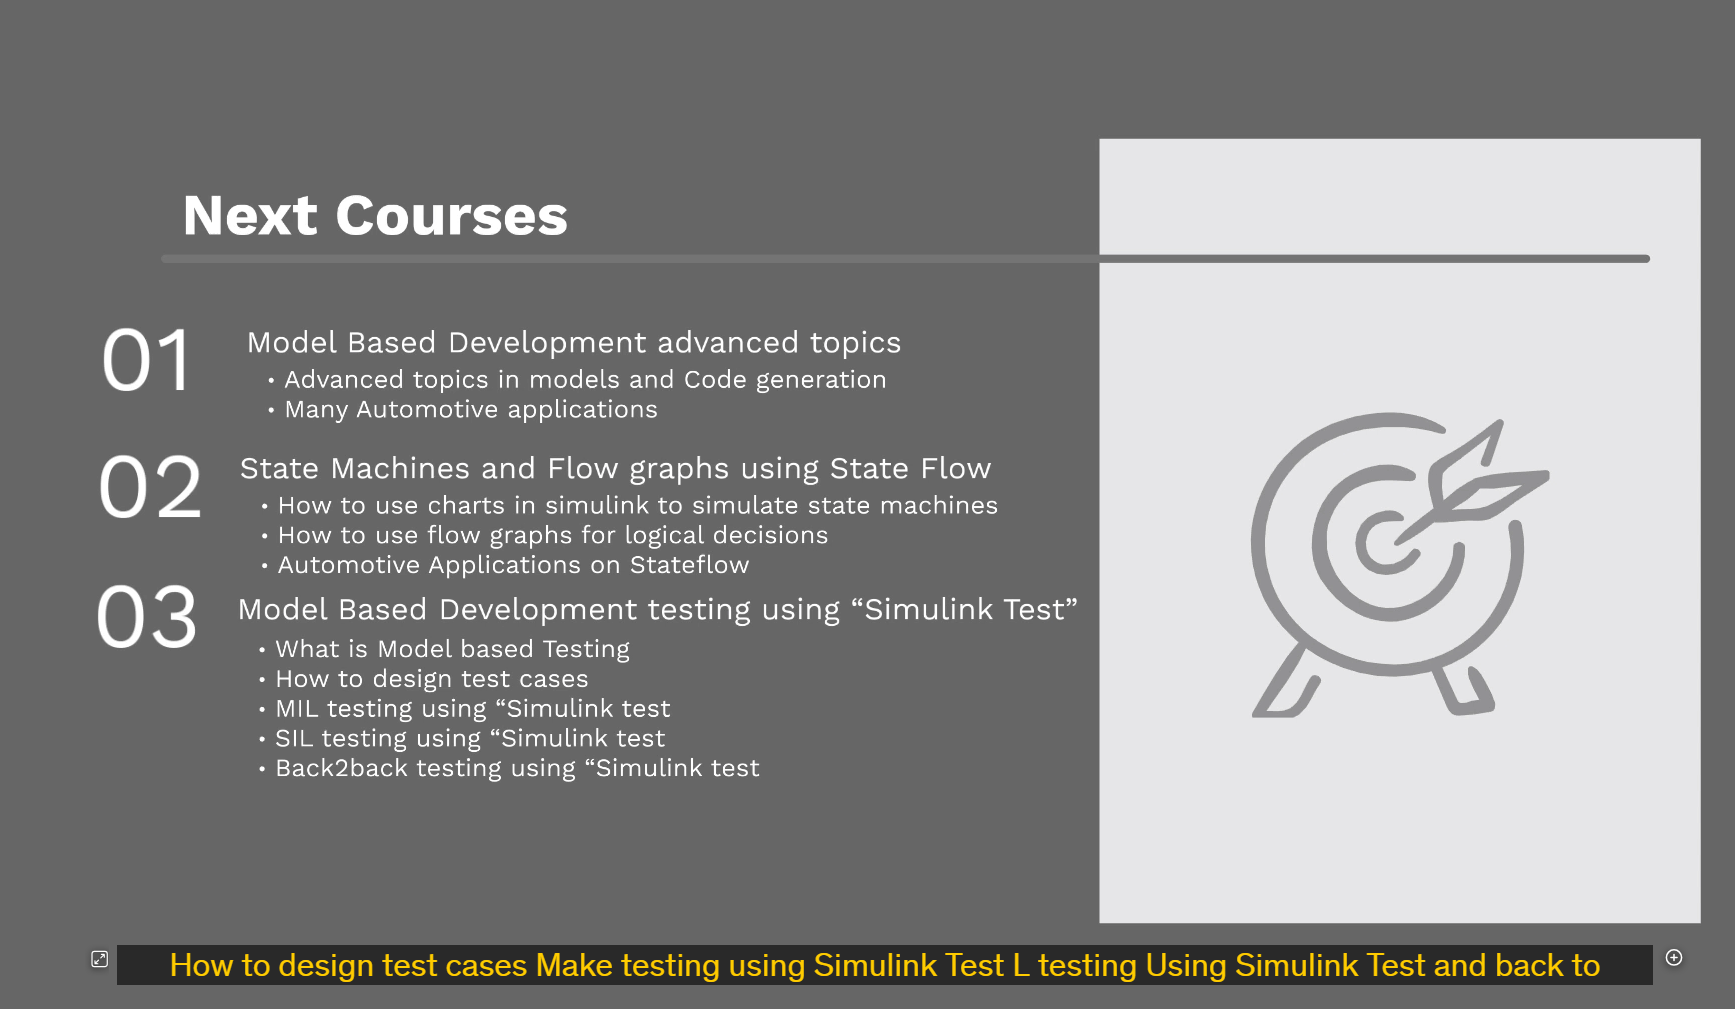 Next Courses
01
Model Based Development advanced topics
• Advanced topics in models and Code generation
• Many Automotive applications
02
State Machines and Flow graphs using State Flow
• How to use charts in simulink to simulate state machines
• How to use flow graphs for logical decisions
• Automotive Applications on Stateflow
03
Model Based Development testing using “Simulink Test”
• What is Model based Testing
• How to design test cases
• MIL testing using “Simulink test
• SIL testing using “Simulink test
• Back2back testing using “Simulink test
How to design test cases Make testing using Simulink Test L testing Using Simulink Test and back to